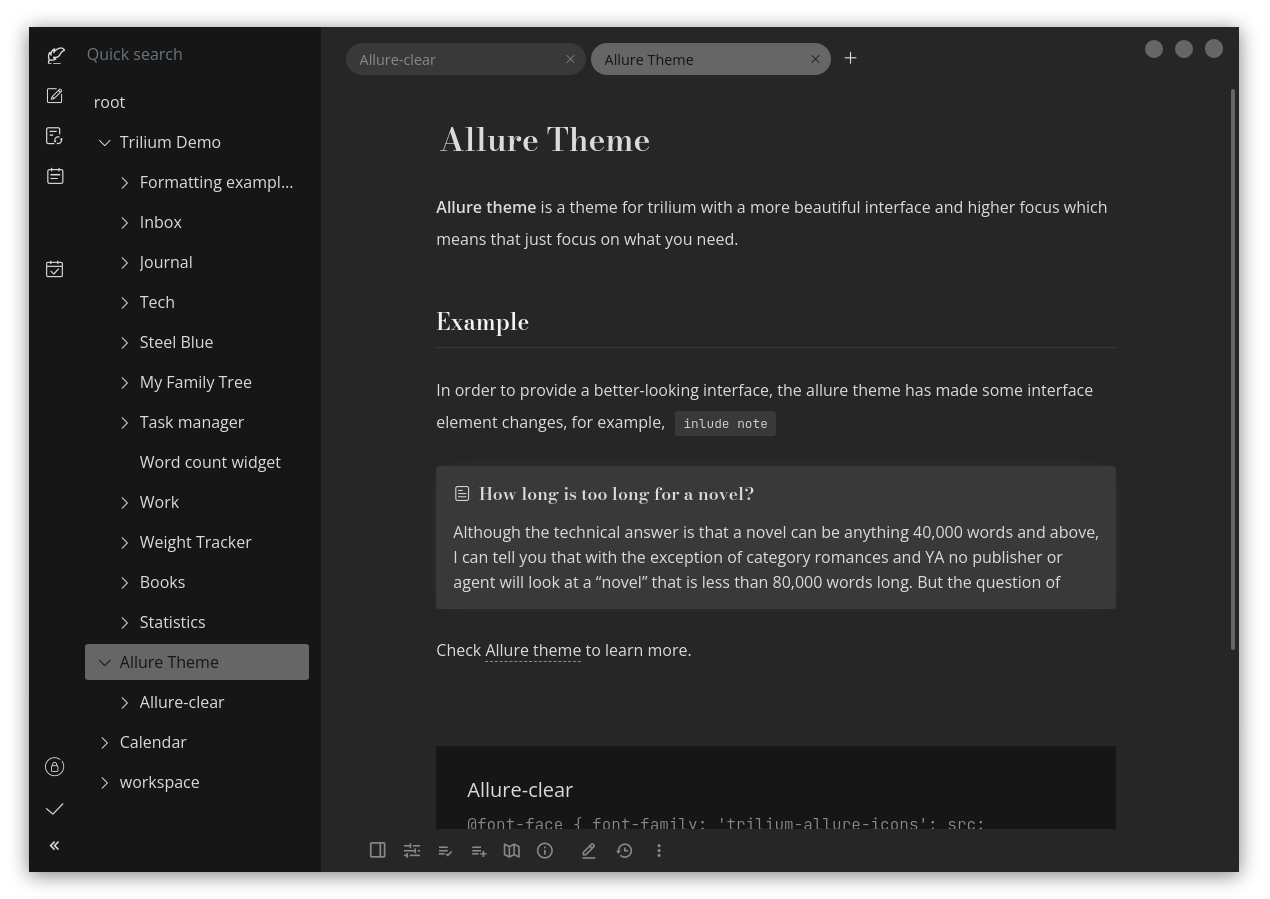 Quick search
root
Trilium Demo
Formatting exampl...
Inbox
Journal
Tech
Steel Blue
My Family Tree
Task manager
Word count widget
Work
Weight Tracker
Books
Statistics
Allure Theme
Allure-clear
Calendar
workspace
Allure-clear
Allure Theme
Allure Theme
Allure theme is a theme for trilium with a more beautiful interface and higher focus which
means that just focus on what you need.
Example
In order to provide a better-looking interface, the allure theme has made some interface
element changes, for example, inlude note
How long is too long for a novel?
Although the technical answer is that a novel can be anything 40,000 words and above,
I can tell you that with the exception of category romances and YA no publisher or
agent will look at a “novel” that is less than 80,000 words long. But the question of
Check Allure theme to learn more.
Allure-clear
@font-face { font-family: 'trilium-allure-icons'; src: